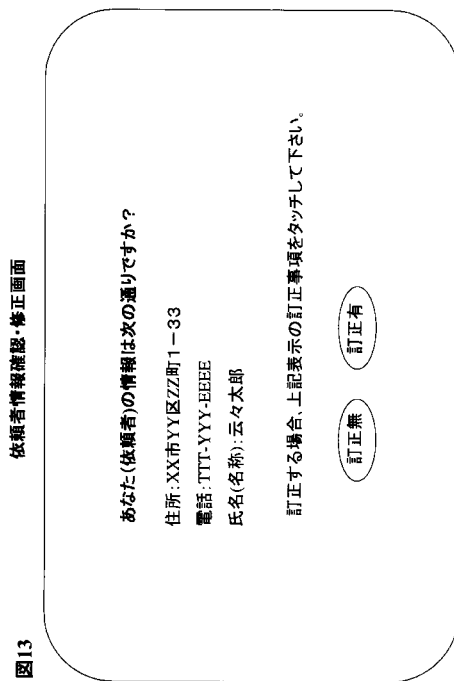 図13
依頼者情報確認・修正画面
あなた(依頼者)の情報は次の通りですか?
住所:XX市YY区ZZ町1-33
電話:TTT-YYY-EEEE
氏名(名称):云々太郎
訂正する場合、上記表示の訂正事項をタッチして下さい。
訂正無 訂正有